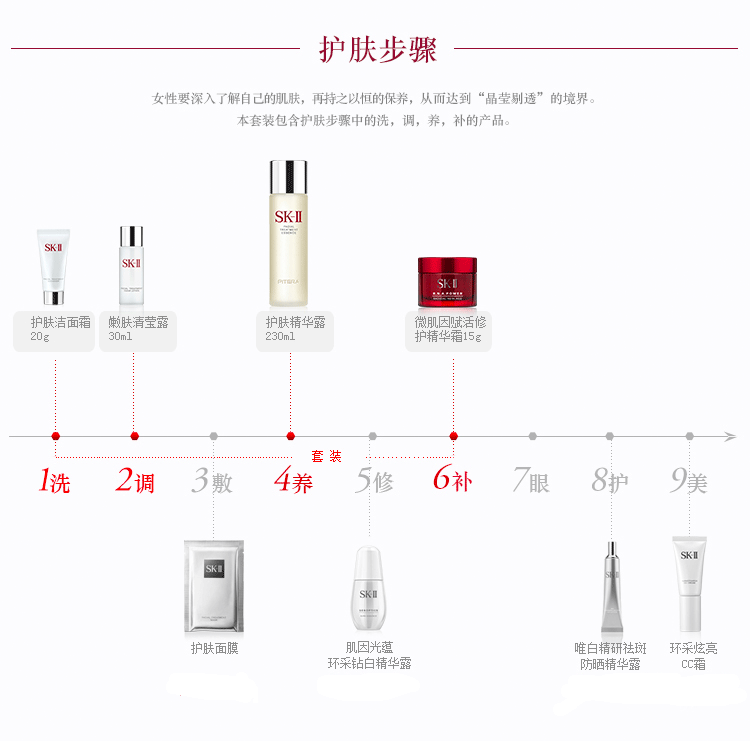 护肤步骤
女性要深入了解自己的肌肤，再持之以恒的保养，从而达到“晶莹剔透”的境界。
本套装包含护肤步骤中的洗，调，养，补的产品。
SK-II
SK-II
SK-II
FACIAL
TREATMENT
ESSENCE
PITERA
SK-II
R.N.A.POWER
护肤洁面霜
20g
嫩肤清莹露
30ml
护肤精华露
230ml
微肌因赋活修
护精华霜15g
套装
1洗
2调
3敷
4养
5修
6补
7眼
8护
9美
SK-II
SK-II
SK-II
SK-II
护肤面膜
肌因光蕴
环采钻白精华露
唯白精研祛斑
防晒精华露
环采炫亮
CC霜